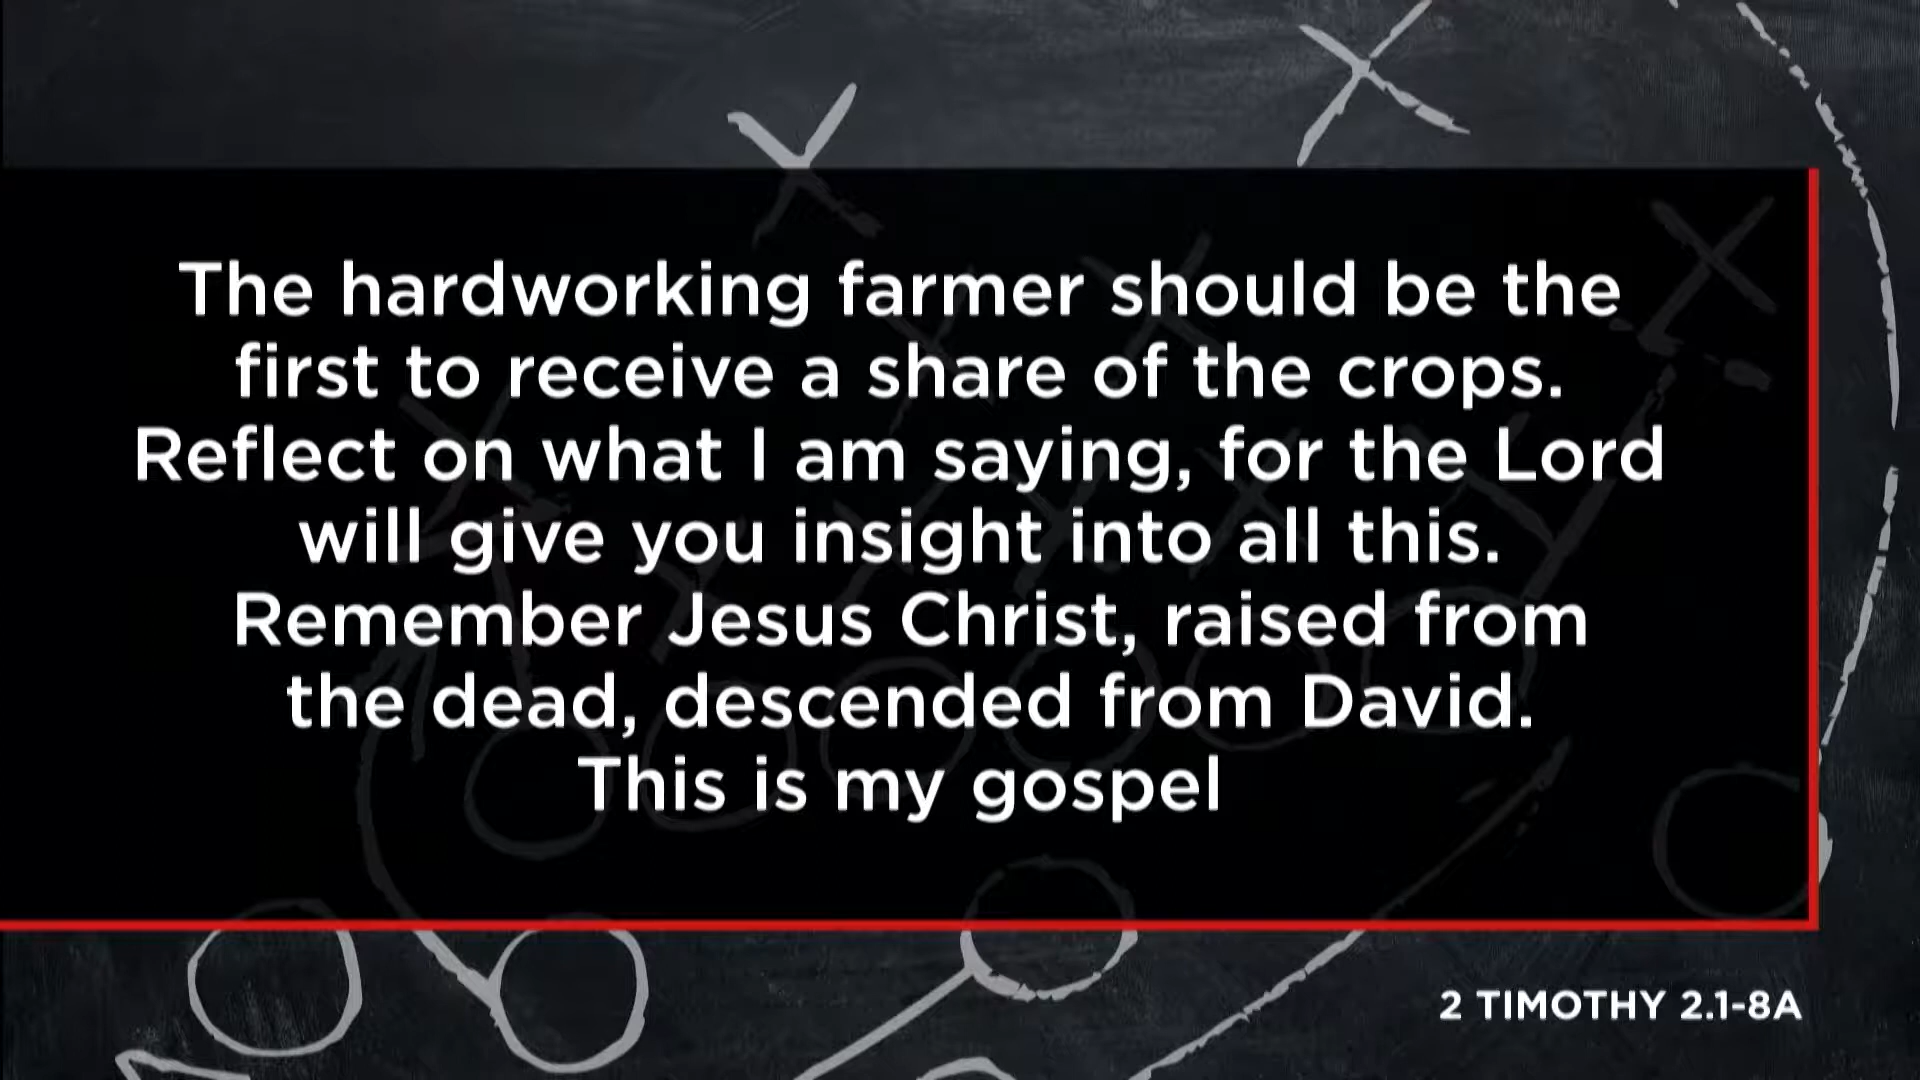 The hardworking farmer should be the
first to receive a share of the crops.
Reflect on what I am saying, for the Lord
will give you insight into all this.
Remember Jesus Christ, raised from
the dead, descended from David.
This is my gospel
2 TIMOTHY 2.1-8A